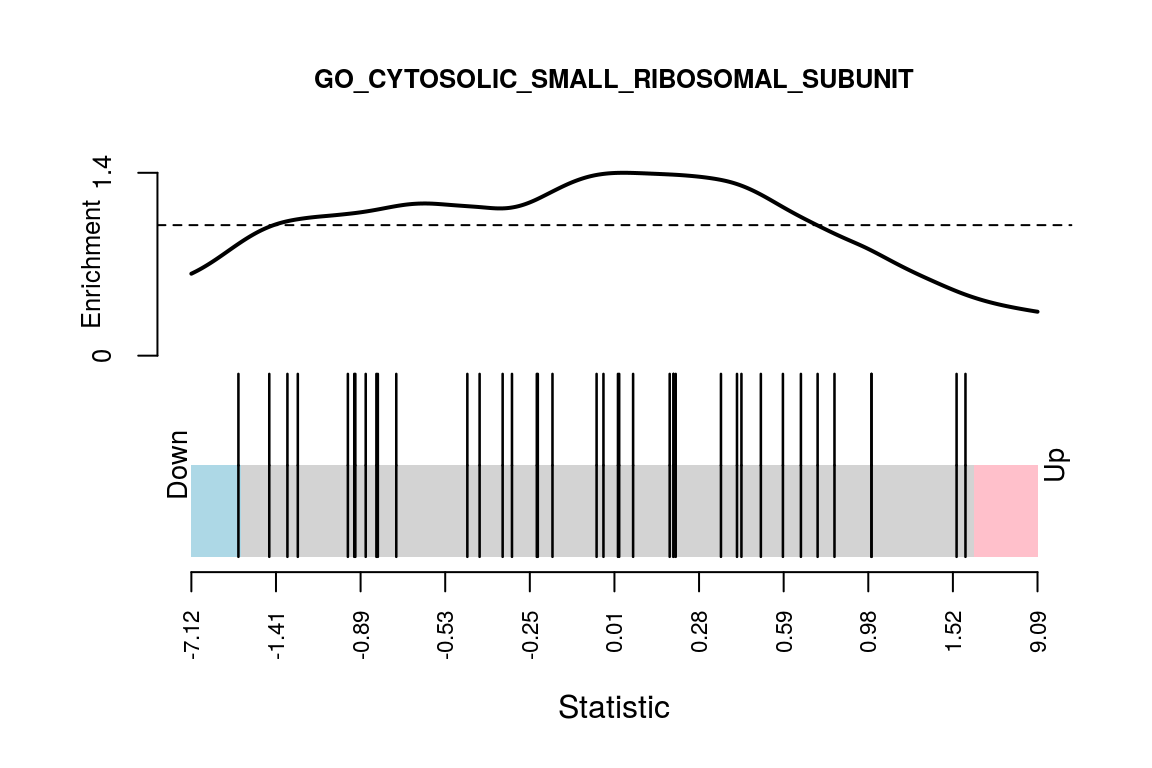 GO_CYTOSOLIC_SMALL_RIBOSOMAL_SUBUNIT
1.4
Enrichment
0
Down
Up
-7.12
-1.41
-0.89
-0.53
-0.25
0.01
0.28
0.59
0.98
1.52
9.09
Statistic